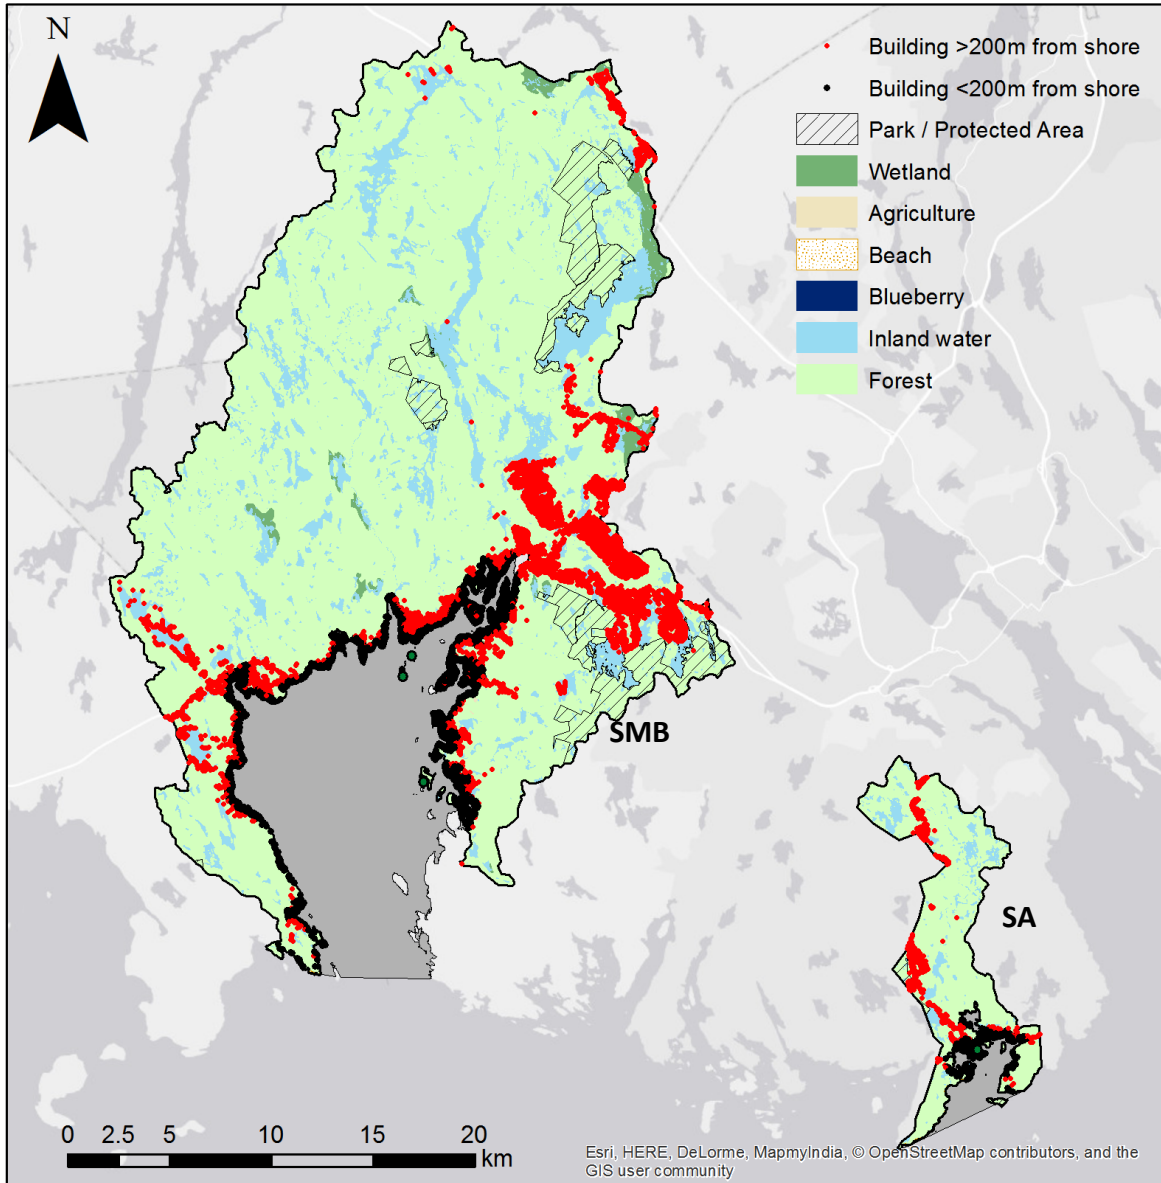 N
Building >200m from shore
Building <200m from shore
Park / Protected Area
Wetland
Agriculture
Beach
Blueberry
Inland water
Forest
SMB
SA
0 2.5 5 10 15 20
km
Esri, HERE, DeLorme, MapmyIndia, © OpenStreetMap contributors, and the
GIS user community